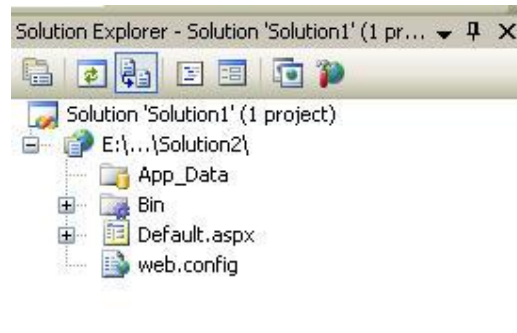 Solution Explorer - Solution 'Solution1' (1 pr...
Solution 'Solution1' (1 project)
E:\...\Solution2\
App_Data
Bin
Default.aspx
web.config